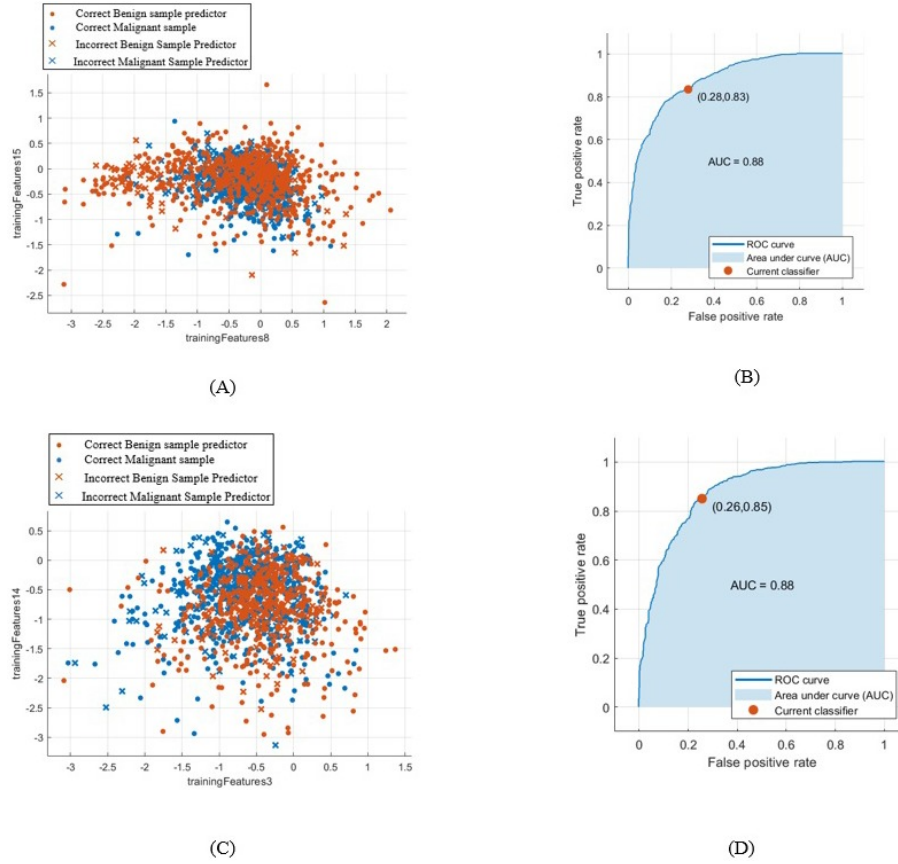 Correct Benign sample predictor
Correct Malignant sample
Incorrect Benign Sample Predictor
Incorrect Malignant Sample Predictor
1.5
1
0.5
0
-0.5
-1
-1.5
-2
-2.5
trainingFeatures15
-3 -2.5 -2 -1.5 -1 -0.5 0 0.5 1 1.5 2
trainingFeatures8
(A)
1
0.8
0.6
0.4
0.2
0
True positive rate
(0.28,0.83)
AUC = 0.88
ROC curve
Area under curve (AUC)
Current classifier
0 0.2 0.4 0.6 0.8 1
False positive rate
(B)
Correct Benign sample predictor
Correct Malignant sample
Incorrect Benign Sample Predictor
Incorrect Malignant Sample Predictor
0.5
0
-0.5
-1
-1.5
-2
-2.5
-3
trainingFeatures14
-3 -2.5 -2 -1.5 -1 -0.5 0 0.5 1 1.5
trainingFeatures3
(C)
1
0.8
0.6
0.4
0.2
0
True positive rate
(0.26,0.85)
AUC = 0.88
ROC curve
Area under curve (AUC)
Current classifier
0 0.2 0.4 0.6 0.8 1
False positive rate
(D)